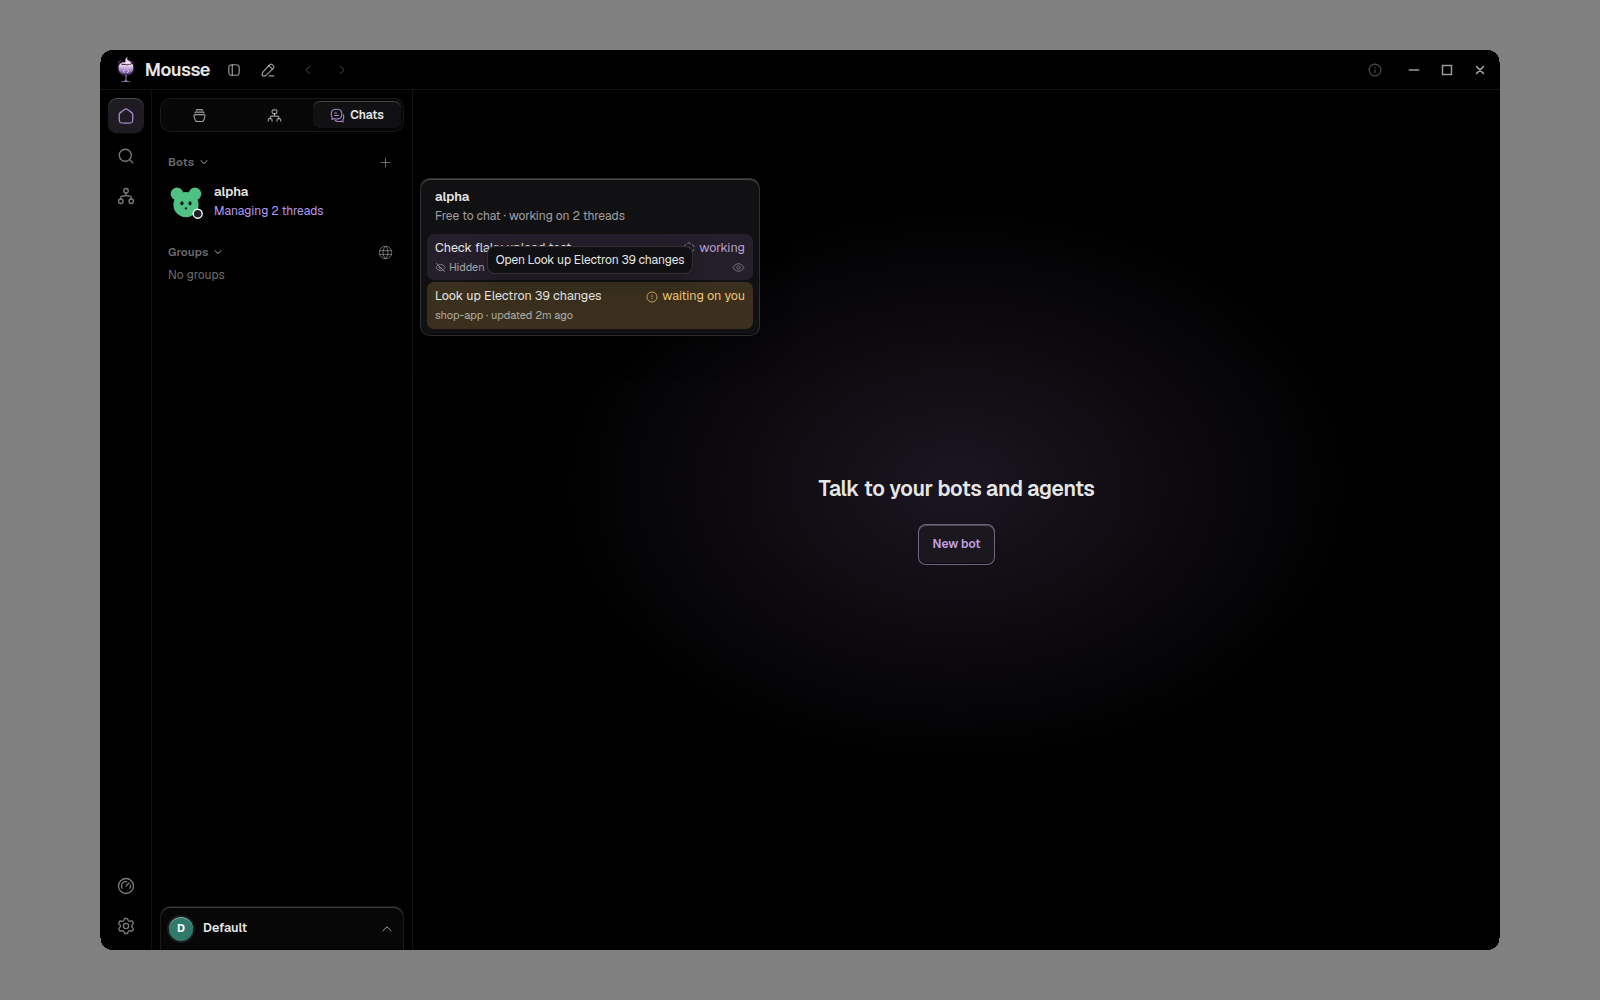 Mousse
Chats
Bots
alpha
Managing 2 threads
Groups
No groups
alpha
Free to chat · working on 2 threads
Check working
Hidden
Open Look up Electron 39 changes
Look up Electron 39 changes waiting on you
shop-app · updated 2m ago
Talk to your bots and agents
New bot
D Default